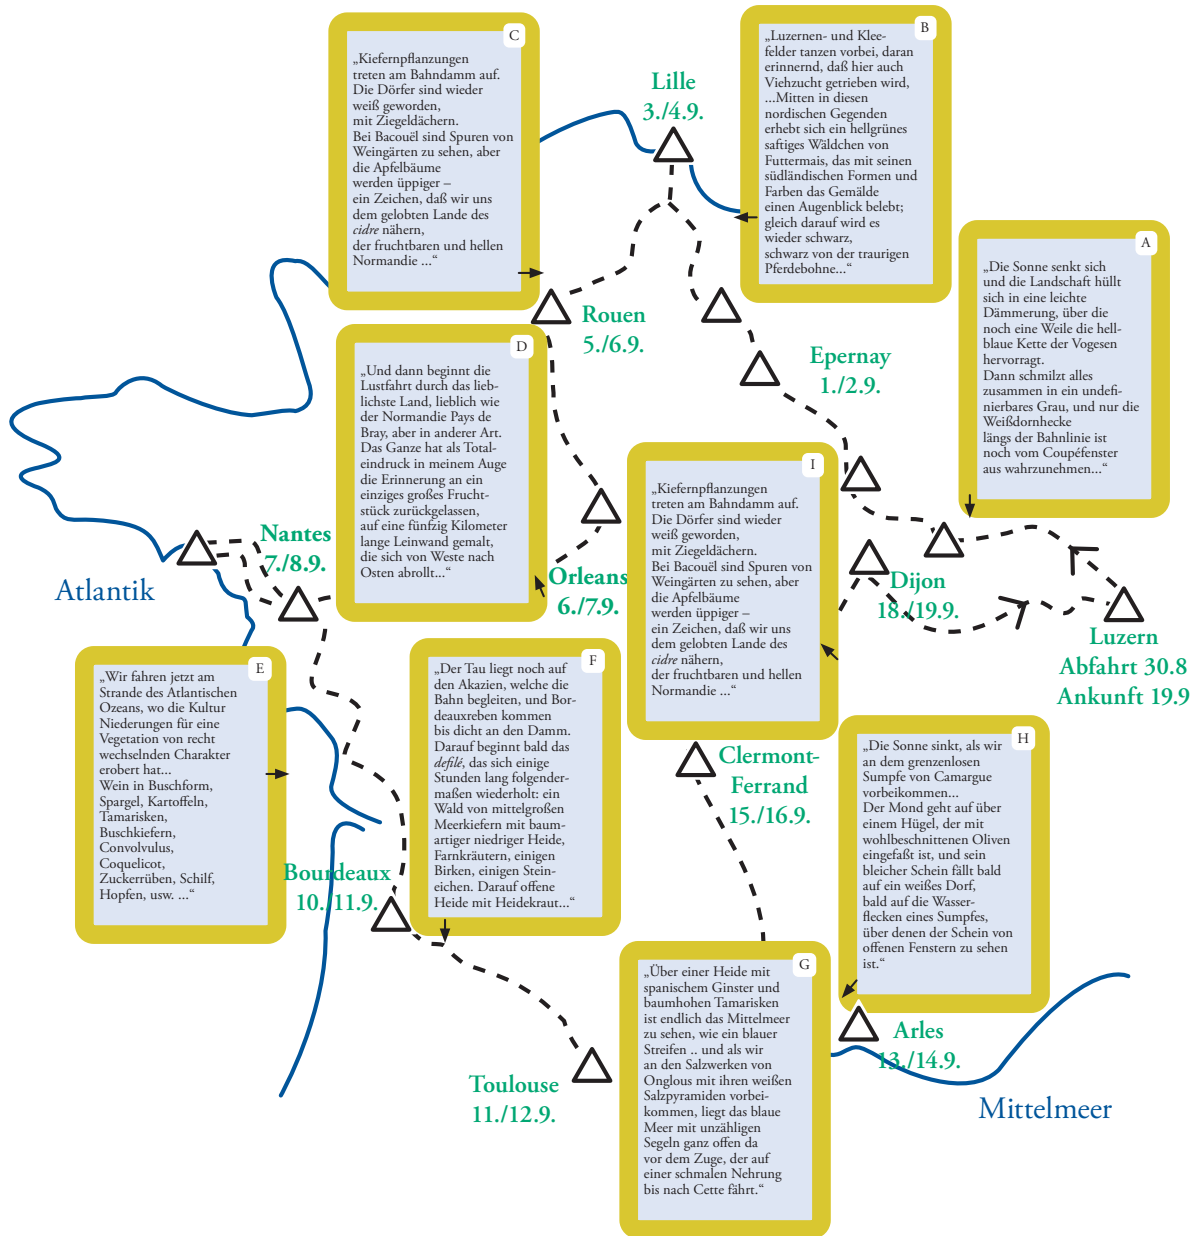 C
„Kiefernpflanzungen
treten am Bahndamm auf.
Die Dörfer sind wieder
weiß geworden,
mit Ziegeldächern.
Bei Bacouël sind Spuren von
Weingärten zu sehen, aber
die Apfelbäume
werden üppiger –
ein Zeichen, daß wir uns
dem gelobten Lande des
cidre nähern,
der fruchtbaren und hellen
Normandie ...“
Lille
3./4.9.
B
„Luzernen- und Klee-
felder tanzen vorbei, daran
erinnernd, daß hier auch
Viehzucht getrieben wird,
...Mitten in diesen
nordischen Gegenden
erhebt sich ein hellgrünes
saftiges Wäldchen von
Futtermais, das mit seinen
südländischen Formen und
Farben das Gemälde
einen Augenblick belebt;
gleich darauf wird es
wieder schwarz,
schwarz von der traurigen
Pferdebohne...“
A
„Die Sonne senkt sich
und die Landschaft hüllt
sich in eine leichte
Dämmerung, über die
noch eine Weile die hell-
blaue Kette der Vogesen
hervorragt.
Dann schmilzt alles
zusammen in ein undefi-
nierbares Grau, und nur die
Weißdornhecke
längs der Bahnlinie ist
noch vom Coupéfenster
aus wahrzunehmen...“
Rouen
5./6.9.
Epernay
1./2.9.
D
„Und dann beginnt die
Lustfahrt durch das lieb-
lichste Land, lieblich wie
der Normandie Pays de
Bray, aber in anderer Art.
Das Ganze hat als Total-
eindruck in meinem Auge
die Erinnerung an ein
einziges großes Frucht-
stück zurückgelassen,
auf eine fünfzig Kilometer
lange Leinwand gemalt,
die sich von Weste nach
Osten abrollt...“
I
„Kiefernpflanzungen
treten am Bahndamm auf.
Die Dörfer sind wieder
weiß geworden,
mit Ziegeldächern.
Bei Bacouël sind Spuren von
Weingärten zu sehen, aber
die Apfelbäume
werden üppiger –
ein Zeichen, daß wir uns
dem gelobten Lande des
cidre nähern,
der fruchtbaren und hellen
Normandie ...“
Nantes
7./8.9.
Atlantik
Orleans
6./7.9.
Dijon
18./19.9.
Luzern
Abfahrt 30.8
Ankunft 19.9
E
„Wir fahren jetzt am
Strande des Atlantischen
Ozeans, wo die Kultur
Niederungen für eine
Vegetation von recht
wechselnden Charakter
erobert hat...
Wein in Buschform,
Spargel, Kartoffeln,
Tamarisken,
Buschkiefern,
Convolvulus,
Coquelicot,
Zuckerrüben, Schilf,
Hopfen, usw. ...“
F
„Der Tau liegt noch auf
den Akazien, welche die
Bahn begleiten, und Bor-
deauxreben kommen
bis dicht an den Damm.
Darauf beginnt bald das
defilé, das sich einige
Stunden lang folgender-
maßen wiederholt: ein
Wald von mittelgroßen
Meerkiefern mit baum-
artiger niedriger Heide,
Farnkräutern, einigen
Birken, einigen Stein-
eichen. Darauf offene
Heide mit Heidekraut...“
Clermont-
Ferrand
15./16.9.
H
„Die Sonne sinkt, als wir
an dem grenzenlosen
Sumpfe von Camargue
vorbeikommen...
Der Mond geht auf über
einem Hügel, der mit
wohlbeschnittenen Oliven
eingefaßt ist, und sein
bleicher Schein fällt bald
auf ein weißes Dorf,
bald auf die Wasser-
flecken eines Sumpfes,
über denen der Schein von
offenen Fenstern zu sehen
ist.“
Bourdeaux
10./11.9.
G
„Über einer Heide mit
spanischem Ginster und
baumhohen Tamarisken
ist endlich das Mittelmeer
zu sehen, wie ein blauer
Streifen .. und als wir
an den Salzwerken von
Onglous mit ihren weißen
Salzpyramiden vorbei-
kommen, liegt das blaue
Meer mit unzähligen
Segeln ganz offen da
vor dem Zuge, der auf
einer schmalen Nehrung
bis nach Cette fährt.“
Arles
13./14.9.
Toulouse
11./12.9.
Mittelmeer